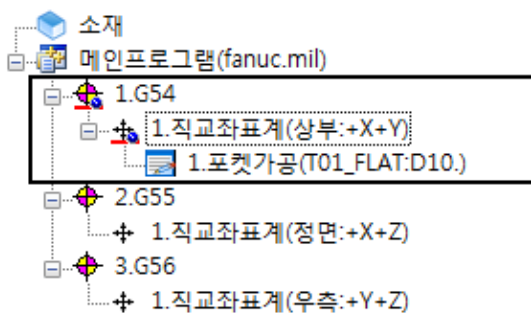 소재
메인프로그램(fanuc.mil)
1.G54
1.직교좌표계(상부:+X+Y)
1.포켓가공(T01_FLAT:D10.)
2.G55
1.직교좌표계(정면:+X+Z)
3.G56
1.직교좌표계(우측:+Y+Z)